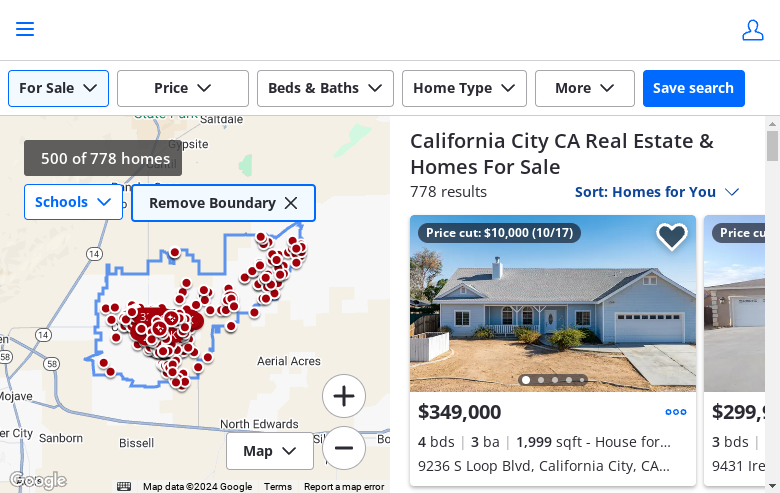 For Sale
Price
Beds & Baths
Home Type
More
Save search
Saltdale
Gypsite
500 of 778 homes
Schools
Remove Boundary
14
14
58
58
Aerial Acres
Mojave
North Edwards
er City
Sanborn
Bissell
Map
Google
Map data ©2024 Google
Terms
Report a map error
California City CA Real Estate &
Homes For Sale
778 results
Sort: Homes for You
Price cut: $10,000 (10/17)
Price cu
$349,000
$299,9
4 bds | 3 ba | 1,999 sqft - House for…
3 bds |
9236 S Loop Blvd, California City, CA…
9431 Ire